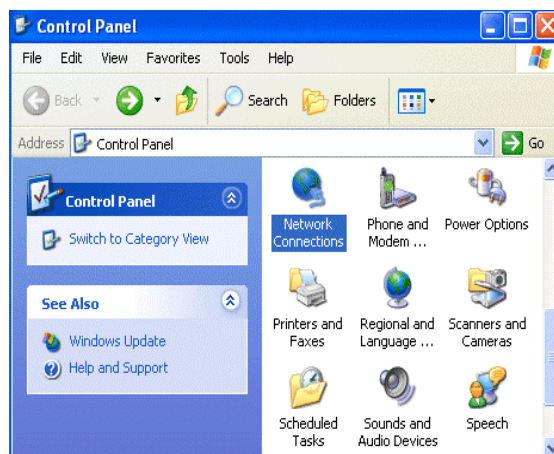 Control Panel
File Edit View Favorites Tools Help
Back Search Folders
Address Control Panel Go
Control Panel
Switch to Category View
See Also
Windows Update
Help and Support
Network
Connections
Phone and
Modem ...
Power Options
Printers and
Faxes
Regional and
Language ...
Scanners and
Cameras
Scheduled
Tasks
Sounds and
Audio Devices
Speech